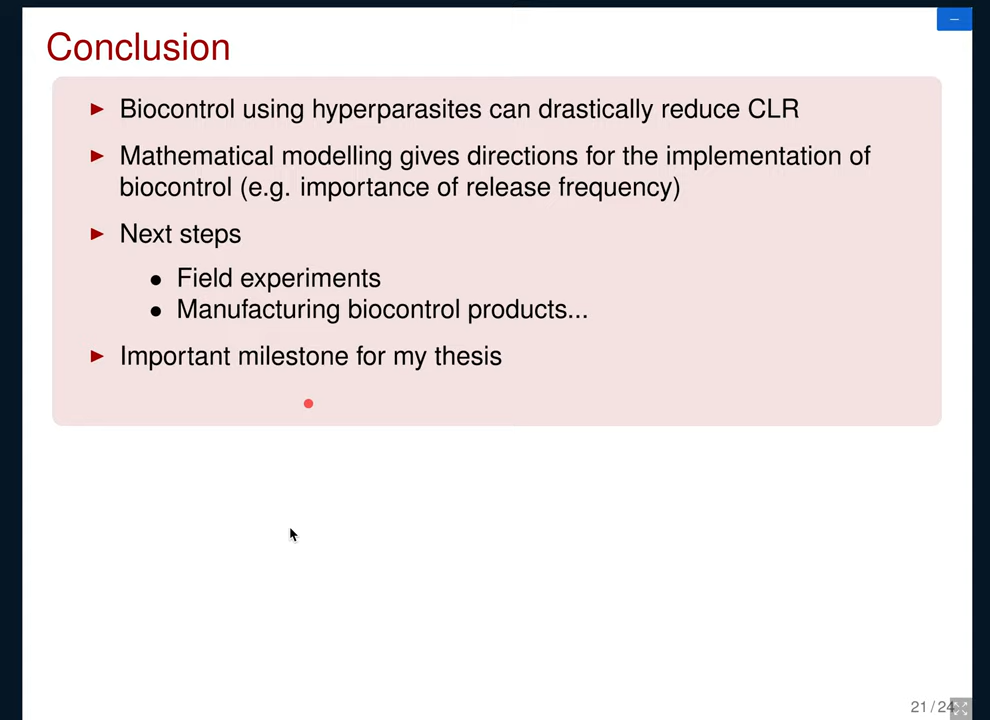 Conclusion
► Biocontrol using hyperparasites can drastically reduce CLR
► Mathematical modelling gives directions for the implementation of
biocontrol (e.g. importance of release frequency)
► Next steps
● Field experiments
● Manufacturing biocontrol products...
► Important milestone for my thesis
21 / 24